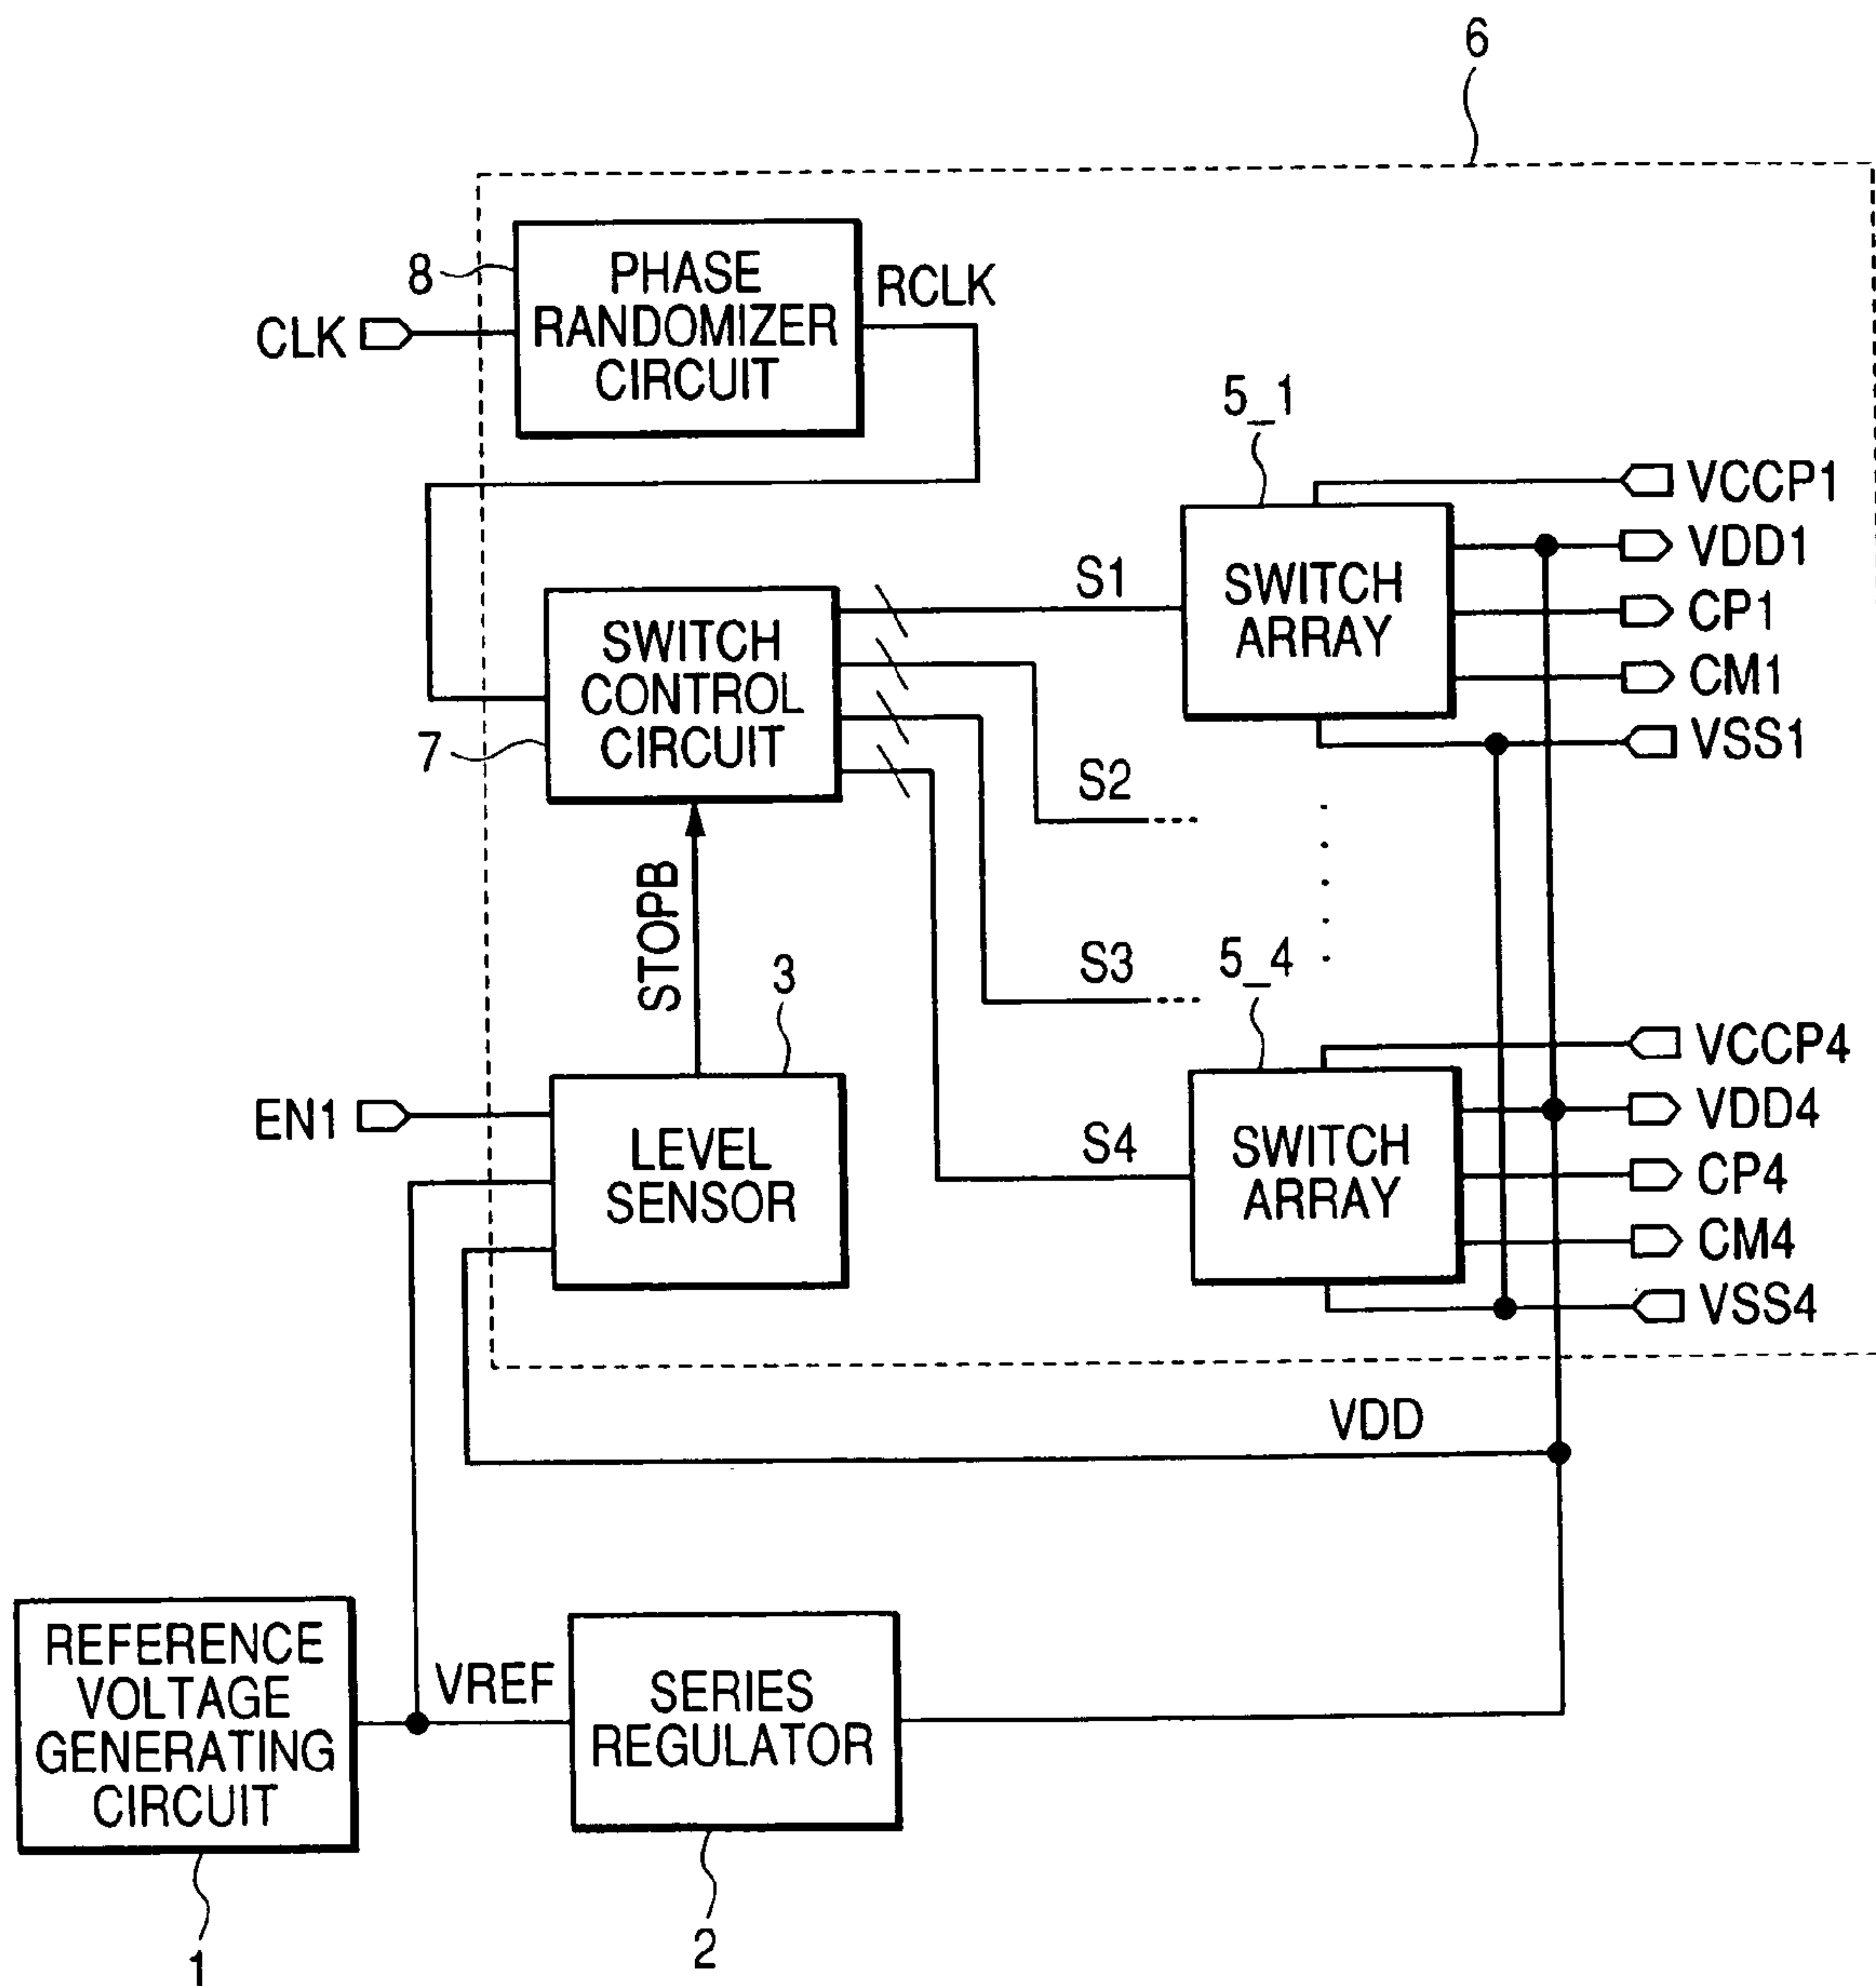 6
8
PHASE
RANDOMIZER
CIRCUIT
RCLK
CLK
5_1
VCCP1
VDD1
CP1
CM1
VSS1
SWITCH
ARRAY
S1
SWITCH
CONTROL
CIRCUIT
7
S2
STOPB
3
S3
5_4
VCCP4
VDD4
CP4
CM4
VSS4
EN1
LEVEL
SENSOR
S4
SWITCH
ARRAY
VDD
REFERENCE
VOLTAGE
GENERATING
CIRCUIT
VREF
SERIES
REGULATOR
1
2